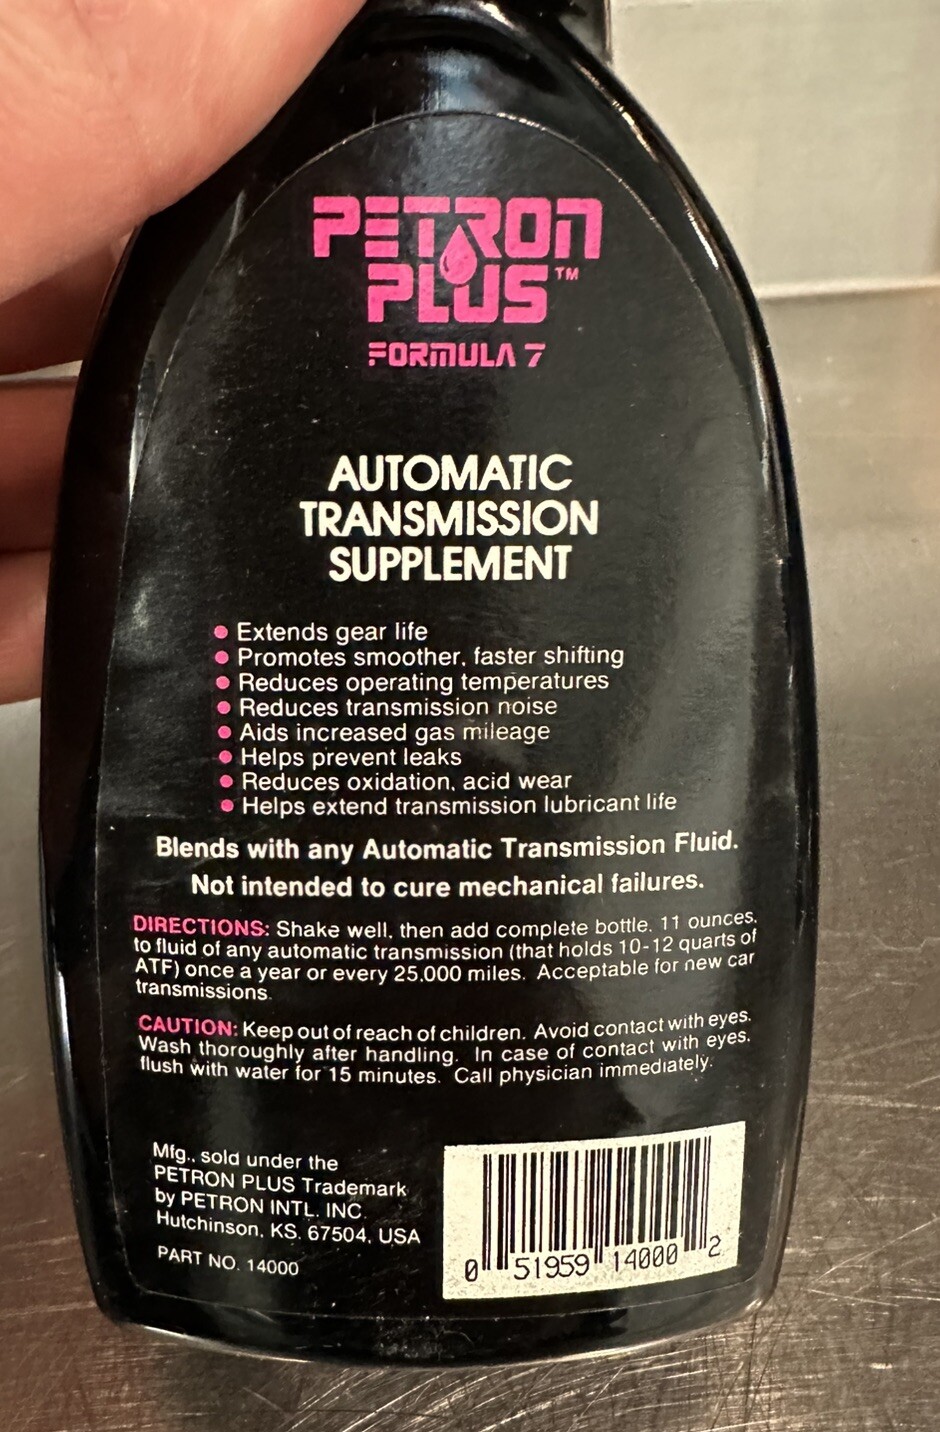 PETRON
PLUS™
FORMULA 7
AUTOMATIC
TRANSMISSION
SUPPLEMENT
● Extends gear life
● Promotes smoother, faster shifting
● Reduces operating temperatures
● Reduces transmission noise
● Aids increased gas mileage
● Helps prevent leaks
● Reduces oxidation, acid wear
● Helps extend transmission lubricant life
Blends with any Automatic Transmission Fluid.
Not intended to cure mechanical failures.
DIRECTIONS: Shake well, then add complete bottle, 11 ounces,
to fluid of any automatic transmission (that holds 10-12 quarts of
ATF) once a year or every 25,000 miles. Acceptable for new car
transmissions.
CAUTION: Keep out of reach of children. Avoid contact with eyes.
Wash thoroughly after handling. In case of contact with eyes,
flush with water for 15 minutes. Call physician immediately.
Mfg., sold under the
PETRON PLUS Trademark
by PETRON INTL. INC.
Hutchinson, KS. 67504, USA
PART NO. 14000
0 51959 14000 2